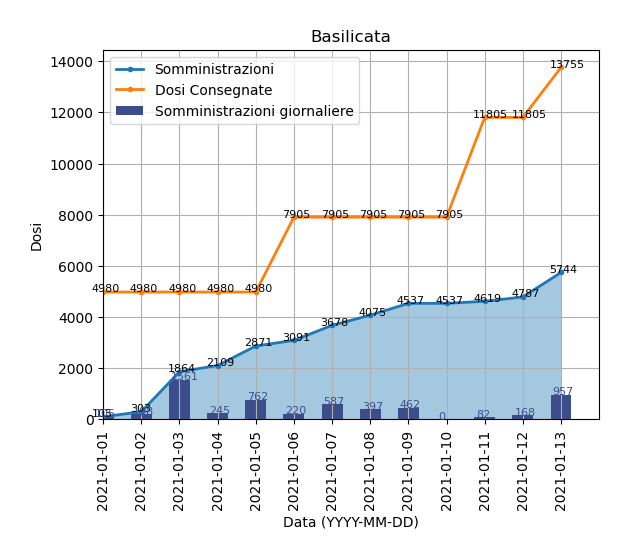 Basilicata
Somministrazioni
Dosi Consegnate
Somministrazioni giornaliere
14000
12000
10000
8000
6000
4000
2000
0
Dosi
4980 4980 4980 4980 4980 7905 7905 7905 7905 7905 11805 11805 13755
105 303 1864 2109 2871 3091 3678 4075 4537 4537 4619 4787 5744
245 762 220 587 397 462 0 82 168 957
2021-01-01
2021-01-02
2021-01-03
2021-01-04
2021-01-05
2021-01-06
2021-01-07
2021-01-08
2021-01-09
2021-01-10
2021-01-11
2021-01-12
2021-01-13
Data (YYYY-MM-DD)